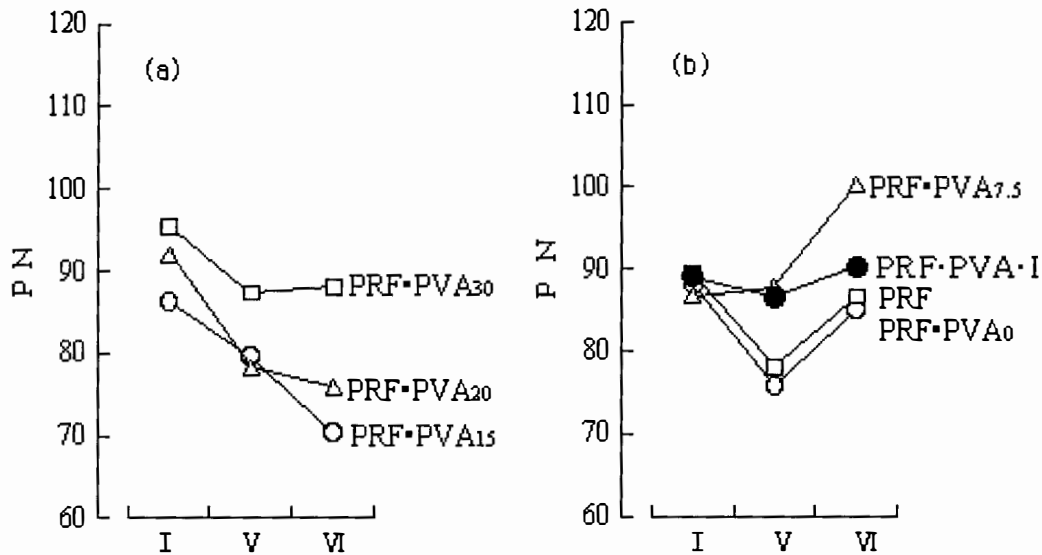 120
110
100
90
80
70
60
P N
(a)
PRF▪PVA30
PRF▪PVA20
PRF▪PVA15
I V VI
120
110
100
90
80
70
60
P N
(b)
PRF▪PVA7.5
PRF·PVA·I
PRF
PRF▪PVA0
I V VI